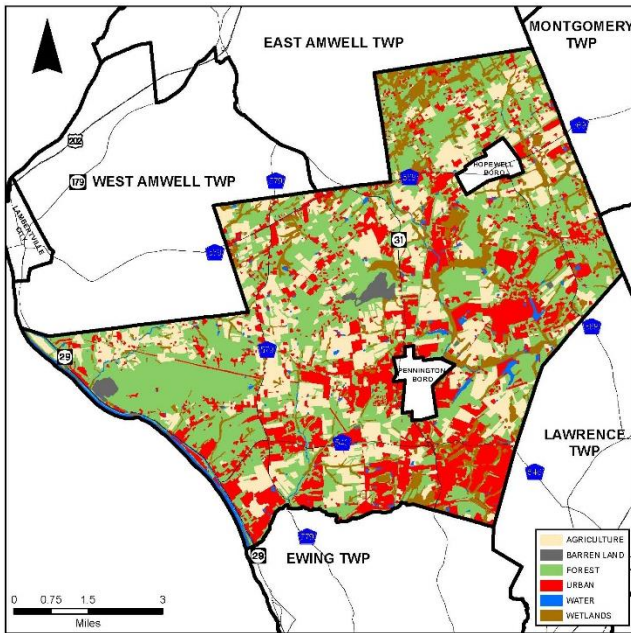 EAST AMWELL TWP
MONTGOMERY
TWP
202
179
WEST AMWELL TWP
LAMBERTVILLE
CITY
HOPEWELL
BORO
31
29
PENNINGTON
BORO
LAWRENCE
TWP
546
29
EWING TWP
0 0.75 1.5 3
Miles
AGRICULTURE
BARREN LAND
FOREST
URBAN
WATER
WETLANDS